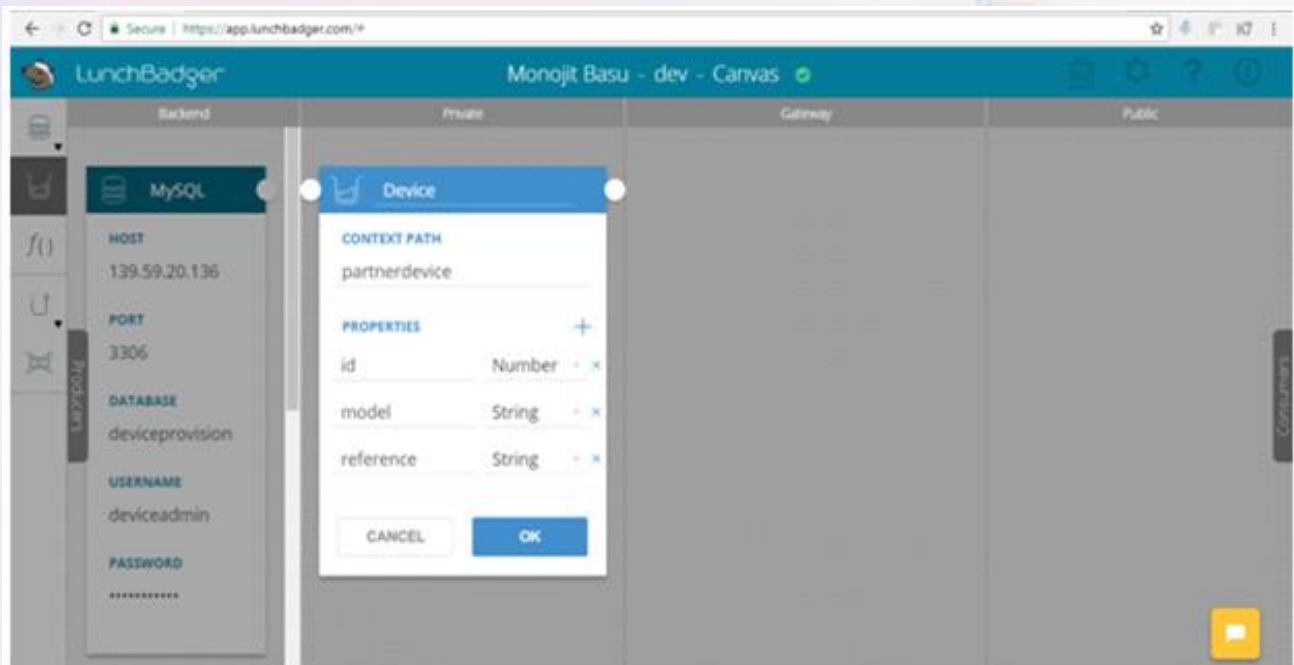 Secure | https://app.lunchbadger.com/#
LunchBadger
Monojit Basu - dev - Canvas
Backend
Private
Gateway
Public
MySQL
HOST
139.59.20.136
PORT
3306
DATABASE
deviceprovision
USERNAME
deviceadmin
PASSWORD
•••••••••••
Device
CONTEXT PATH
partnerdevice
PROPERTIES +
id Number
model String
reference String
CANCEL OK
f()
Producers
Consumers